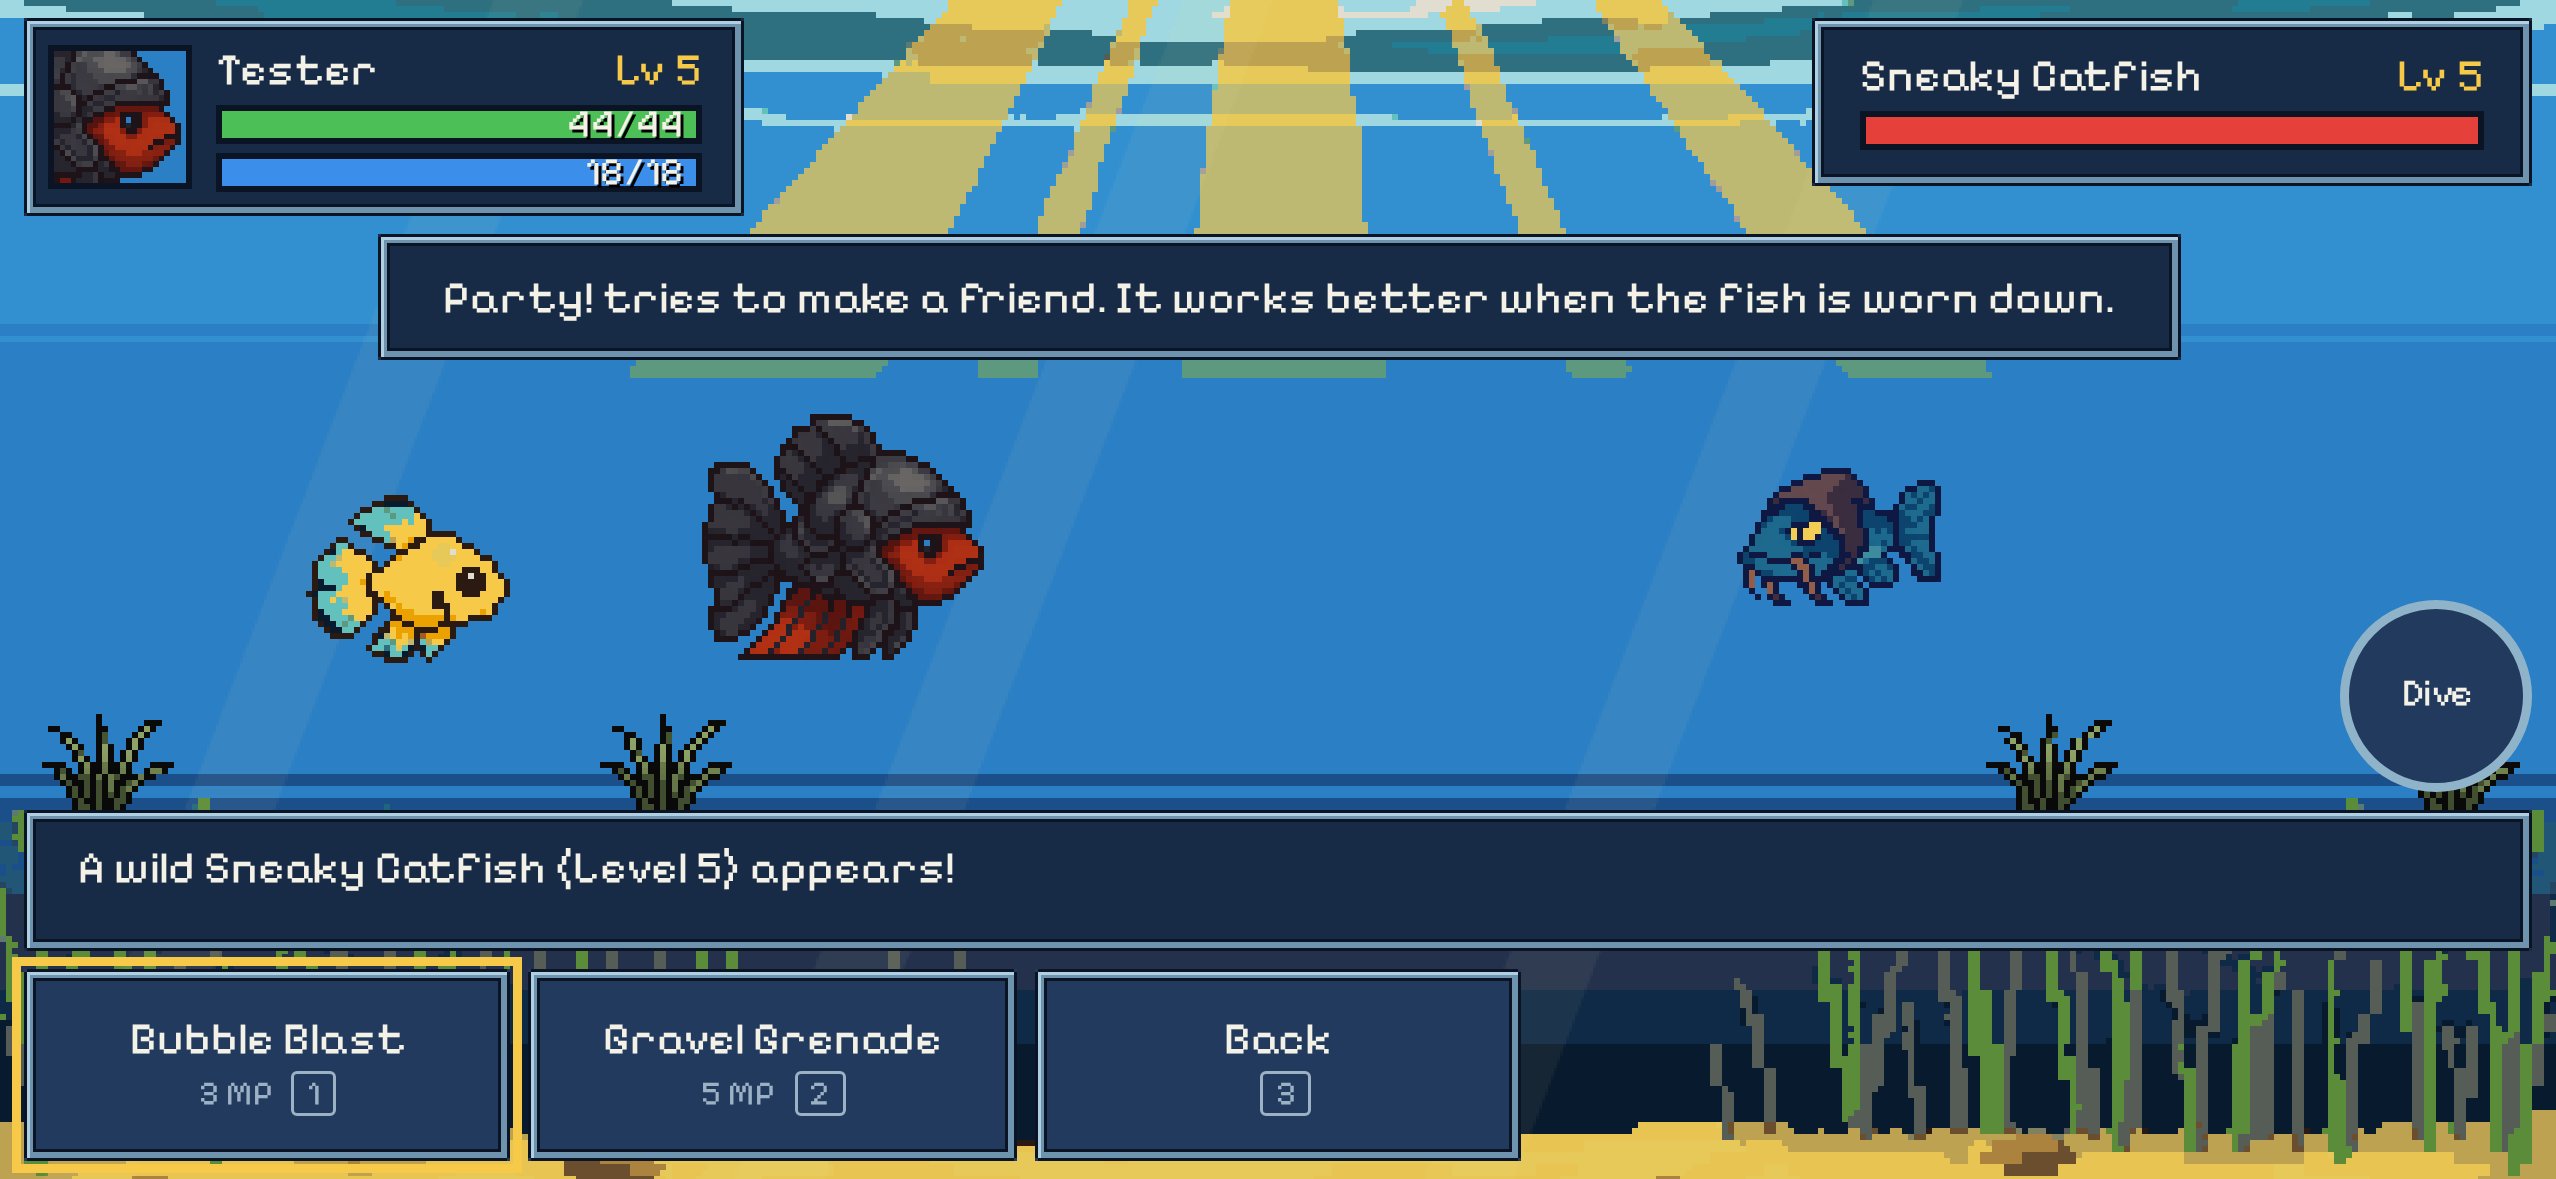 Tester Lv 5
44/44
18/18
Sneaky Catfish Lv 5
Party! tries to make a friend. It works better when the fish is worn down.
Dive
A wild Sneaky Catfish (Level 5) appears!
Bubble Blast
3 MP 1
Gravel Grenade
5 MP 2
Back
3